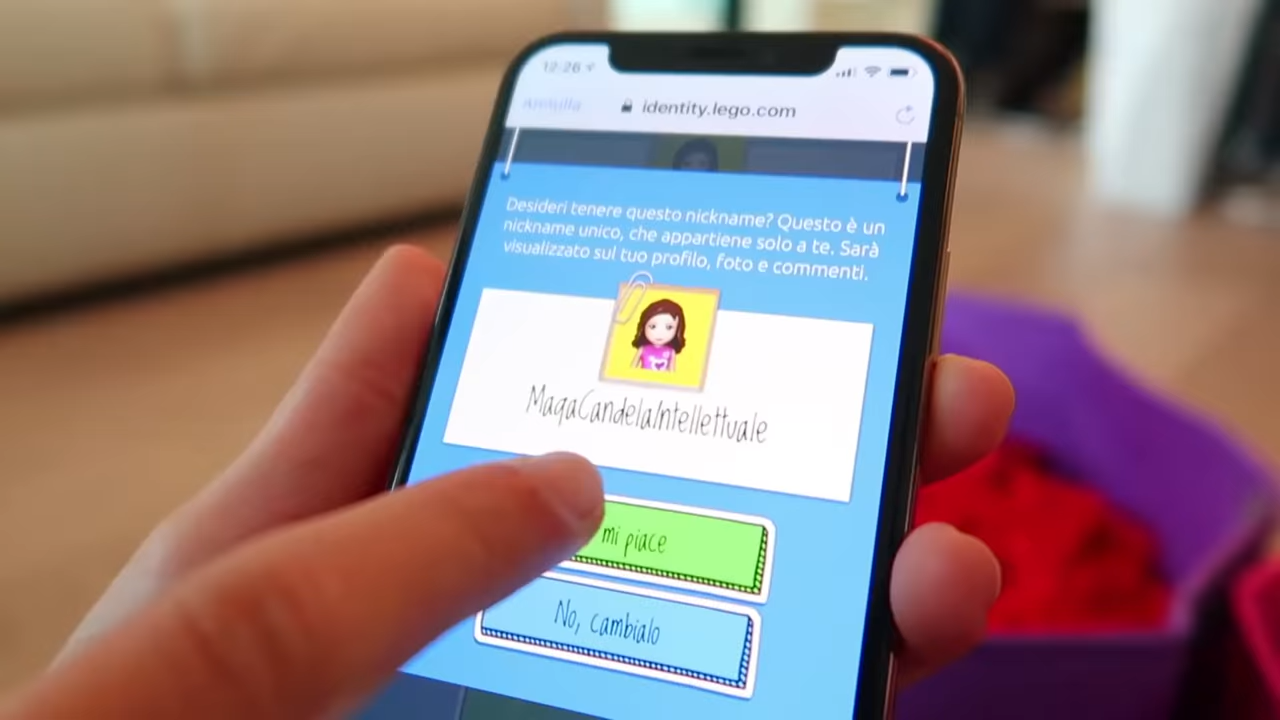 12:26
Annulla
identity.lego.com
Desideri tenere questo nickname? Questo è un
nickname unico, che appartiene solo a te. Sarà
visualizzato sul tuo profilo, foto e commenti.
MagaCandelaIntellettuale
mi piace
No, cambialo